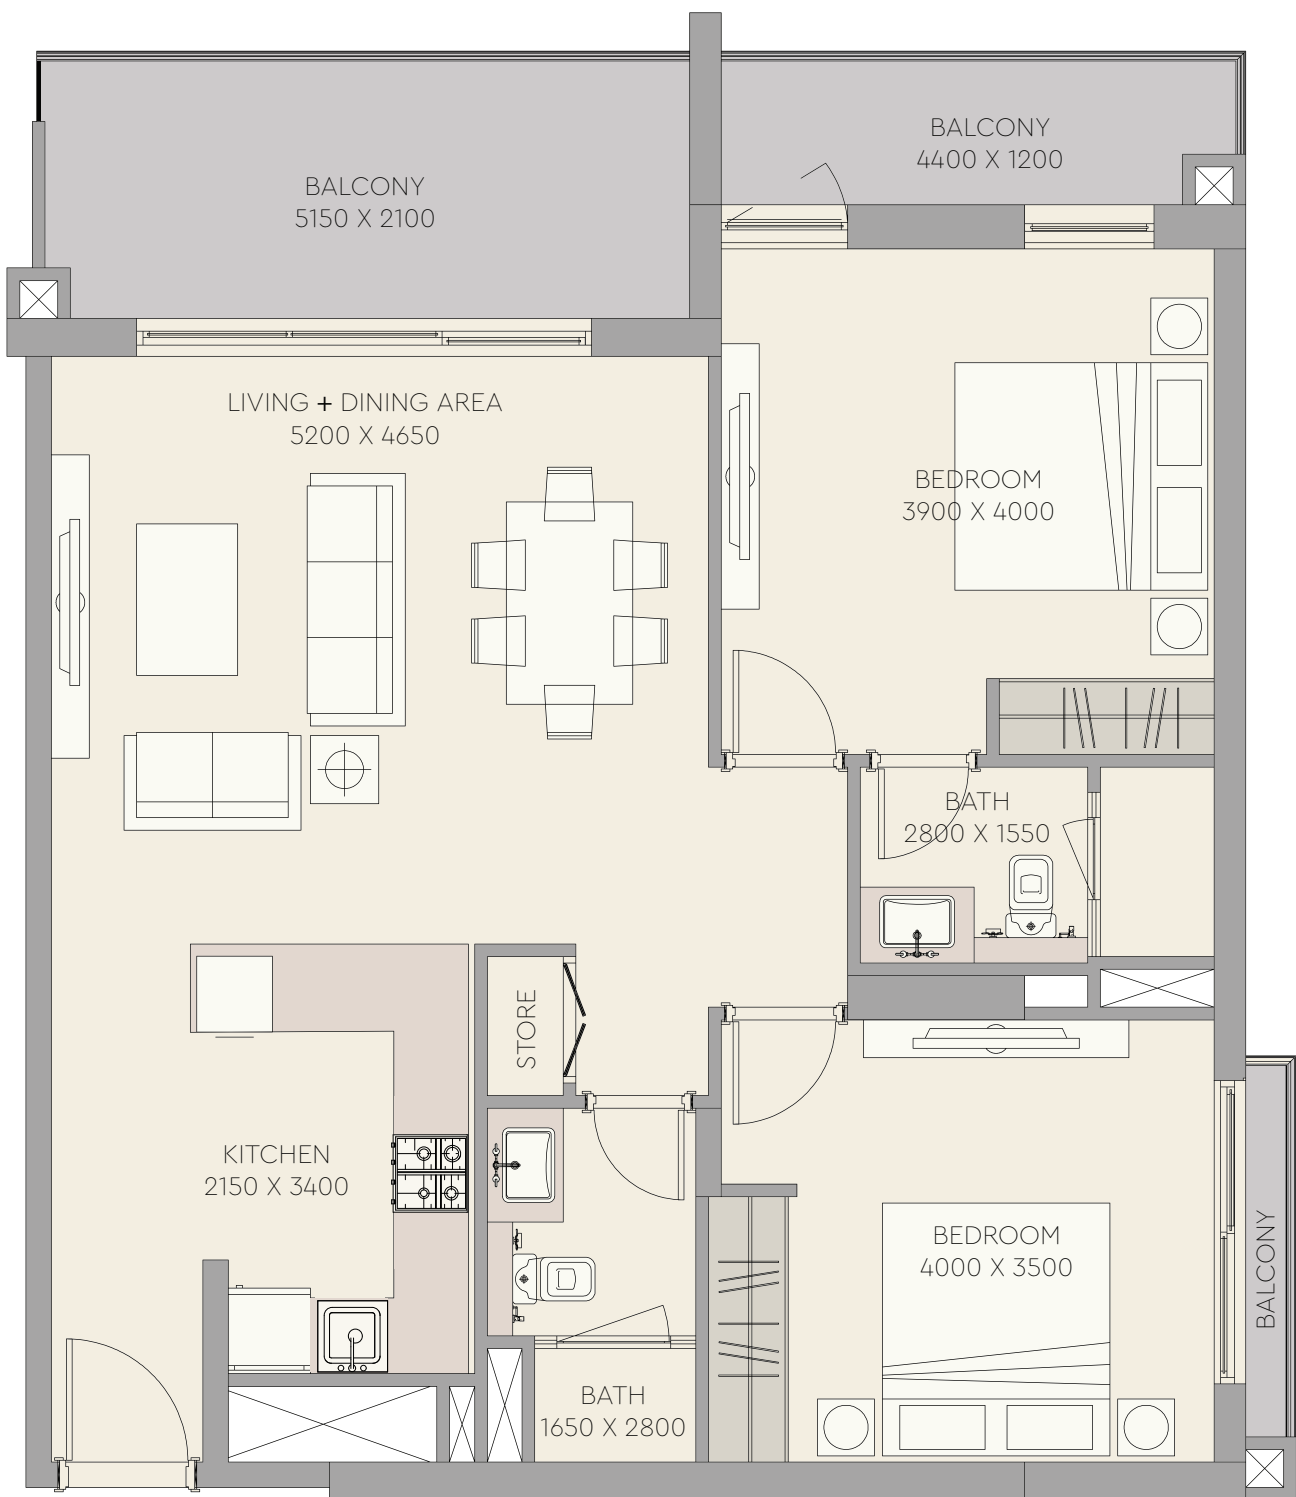 BALCONY
4400 X 1200
BALCONY
5150 X 2100
LIVING + DINING AREA
5200 X 4650
BEDROOM
3900 X 4000
BATH
2800 X 1550
STORE
KITCHEN
2150 X 3400
BEDROOM
4000 X 3500
BALCONY
BATH
1650 X 2800